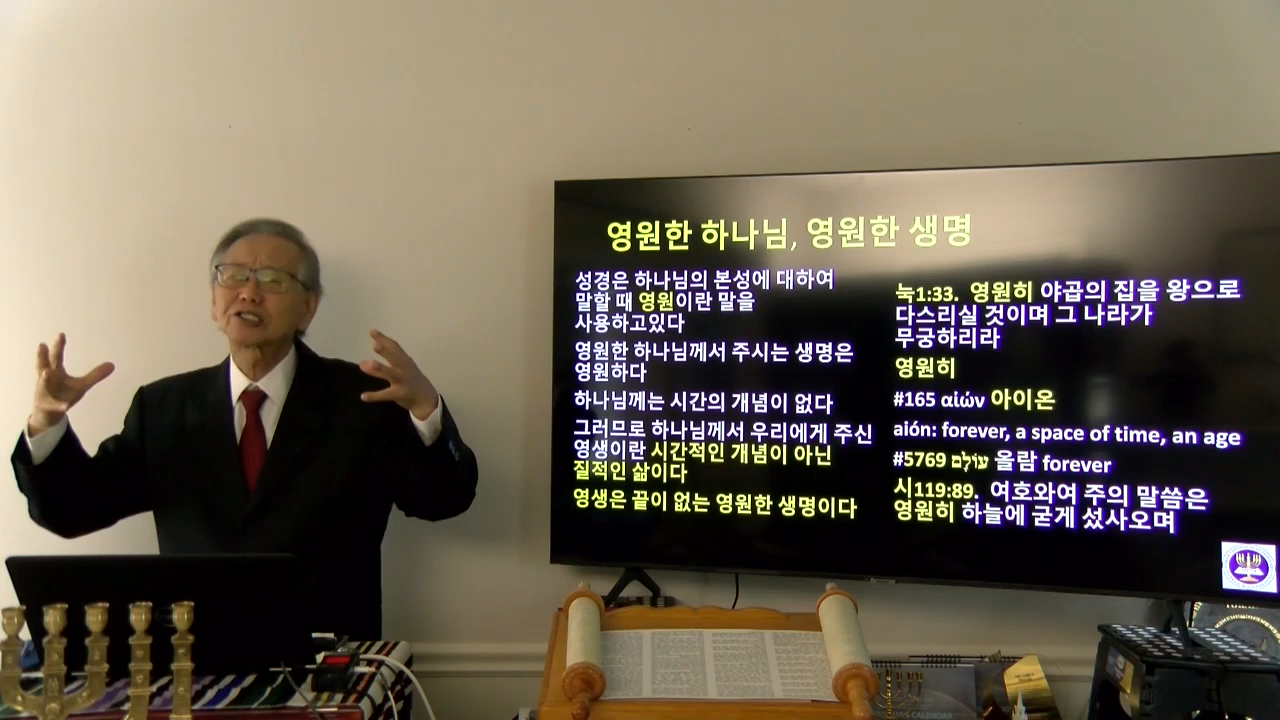 영원한 하나님, 영원한 생명
성경은 하나님의 본성에 대하여
말할 때 영원이란 말을
사용하고있다
영원한 하나님께서 주시는 생명은
영원하다
하나님께는 시간의 개념이 없다
그러므로 하나님께서 우리에게 주신
영생이란 시간적인 개념이 아닌
질적인 삶이다
영생은 끝이 없는 영원한 생명이다
눅1:33. 영원히 야곱의 집을 왕으로
다스리실 것이며 그 나라가
무궁하리라
영원히
#165 αἰών 아이온
aión: forever, a space of time, an age
#5769 עוֹלָם 올람 forever
시119:89. 여호와여 주의 말씀은
영원히 하늘에 굳게 섰사오며
CALENDAR